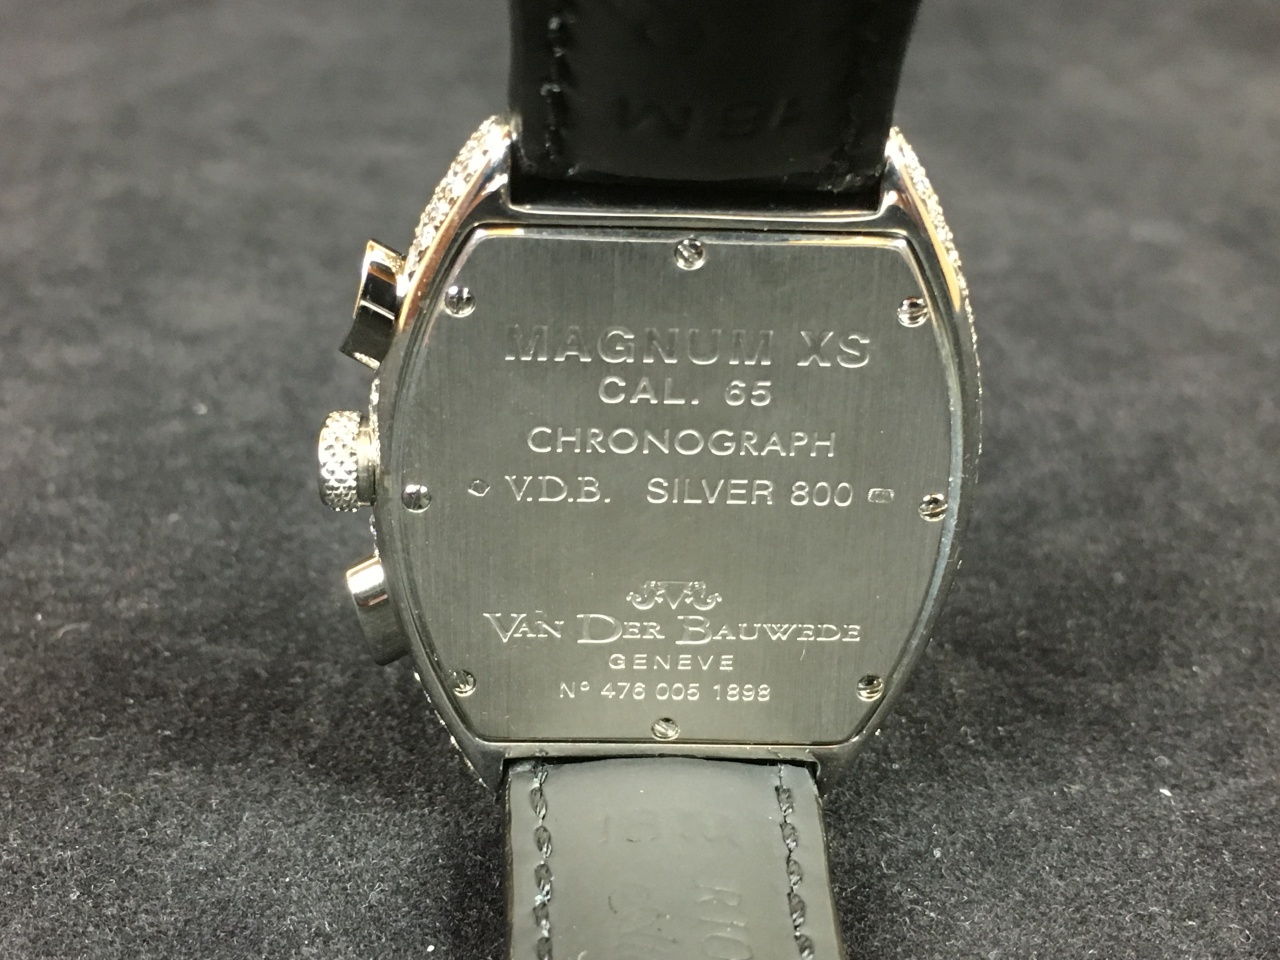 MAGNUM XS
CAL. 65
CHRONOGRAPH
V.D.B. SILVER 800
VAN DER BAUWEDE
GENEVE
Nº 476 005 1898